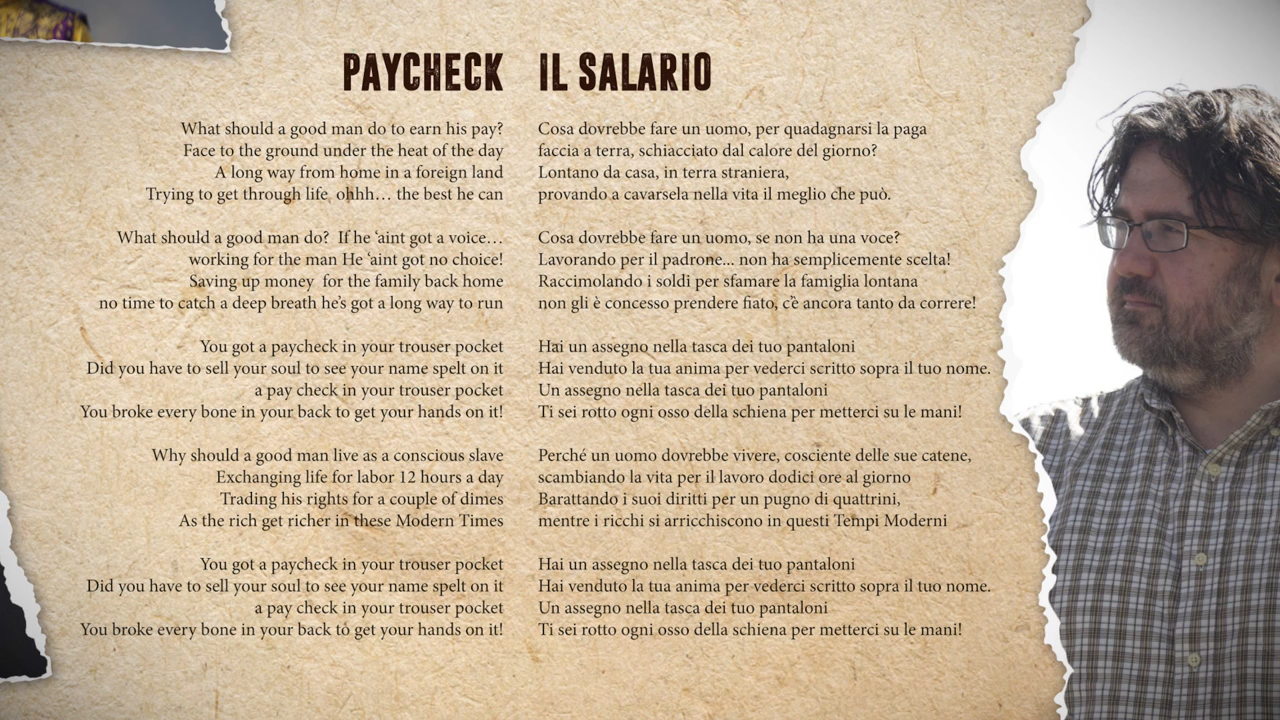 PAYCHECK
What should a good man do to earn his pay?
Face to the ground under the heat of the day
A long way from home in a foreign land
Trying to get through life  ohhh… the best he can
What should a good man do?  If he ‘aint got a voice…
working for the man He ‘aint got no choice!
Saving up money  for the family back home
no time to catch a deep breath he’s got a long way to run
You got a paycheck in your trouser pocket
Did you have to sell your soul to see your name spelt on it
a pay check in your trouser pocket
You broke every bone in your back to get your hands on it!
Why should a good man live as a conscious slave
Exchanging life for labor 12 hours a day
Trading his rights for a couple of dimes
As the rich get richer in these Modern Times
You got a paycheck in your trouser pocket
Did you have to sell your soul to see your name spelt on it
a pay check in your trouser pocket
You broke every bone in your back to get your hands on it!
IL SALARIO
Cosa dovrebbe fare un uomo, per quadagnarsi la paga
faccia a terra, schiacciato dal calore del giorno?
Lontano da casa, in terra straniera,
provando a cavarsela nella vita il meglio che può.
Cosa dovrebbe fare un uomo, se non ha una voce?
Lavorando per il padrone... non ha semplicemente scelta!
Raccimolando i soldi per sfamare la famiglia lontana
non gli è concesso prendere fiato, c’è ancora tanto da correre!
Hai un assegno nella tasca dei tuo pantaloni
Hai venduto la tua anima per vederci scritto sopra il tuo nome.
Un assegno nella tasca dei tuo pantaloni
Ti sei rotto ogni osso della schiena per metterci su le mani!
Perché un uomo dovrebbe vivere, cosciente delle sue catene,
scambiando la vita per il lavoro dodici ore al giorno
Barattando i suoi diritti per un pugno di quattrini,
mentre i ricchi si arricchiscono in questi Tempi Moderni
Hai un assegno nella tasca dei tuo pantaloni
Hai venduto la tua anima per vederci scritto sopra il tuo nome.
Un assegno nella tasca dei tuo pantaloni
Ti sei rotto ogni osso della schiena per metterci su le mani!